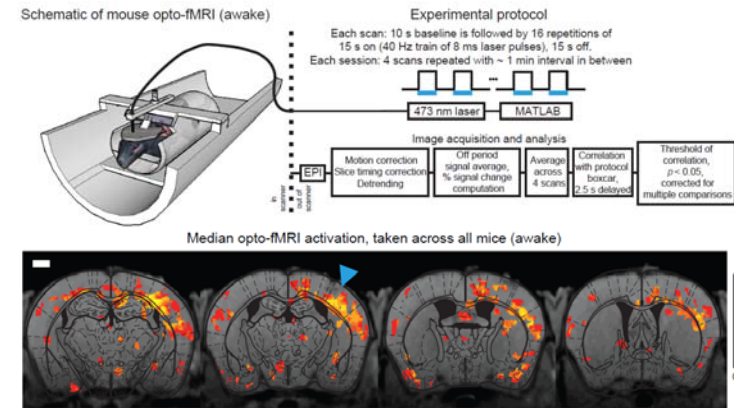 Schematic of mouse opto-fMRI (awake)
Experimental protocol
Each scan: 10 s baseline is followed by 16 repetitions of
15 s on (40 Hz train of 8 ms laser pulses), 15 s off.
Each session: 4 scans repeated with ~ 1 min interval in between
...
473 nm laser
MATLAB
Image acquisition and analysis
in
scanner
out of
scanner
EPI
Motion correction
Slice timing correction
Detrending
Off period
signal average,
% signal change
computation
Average
across
4 scans
Correlation
with protocol
boxcar,
2.5 s delayed
Threshold of
correlation,
p < 0.05,
corrected for
multiple comparisons
Median opto-fMRI activation, taken across all mice (awake)